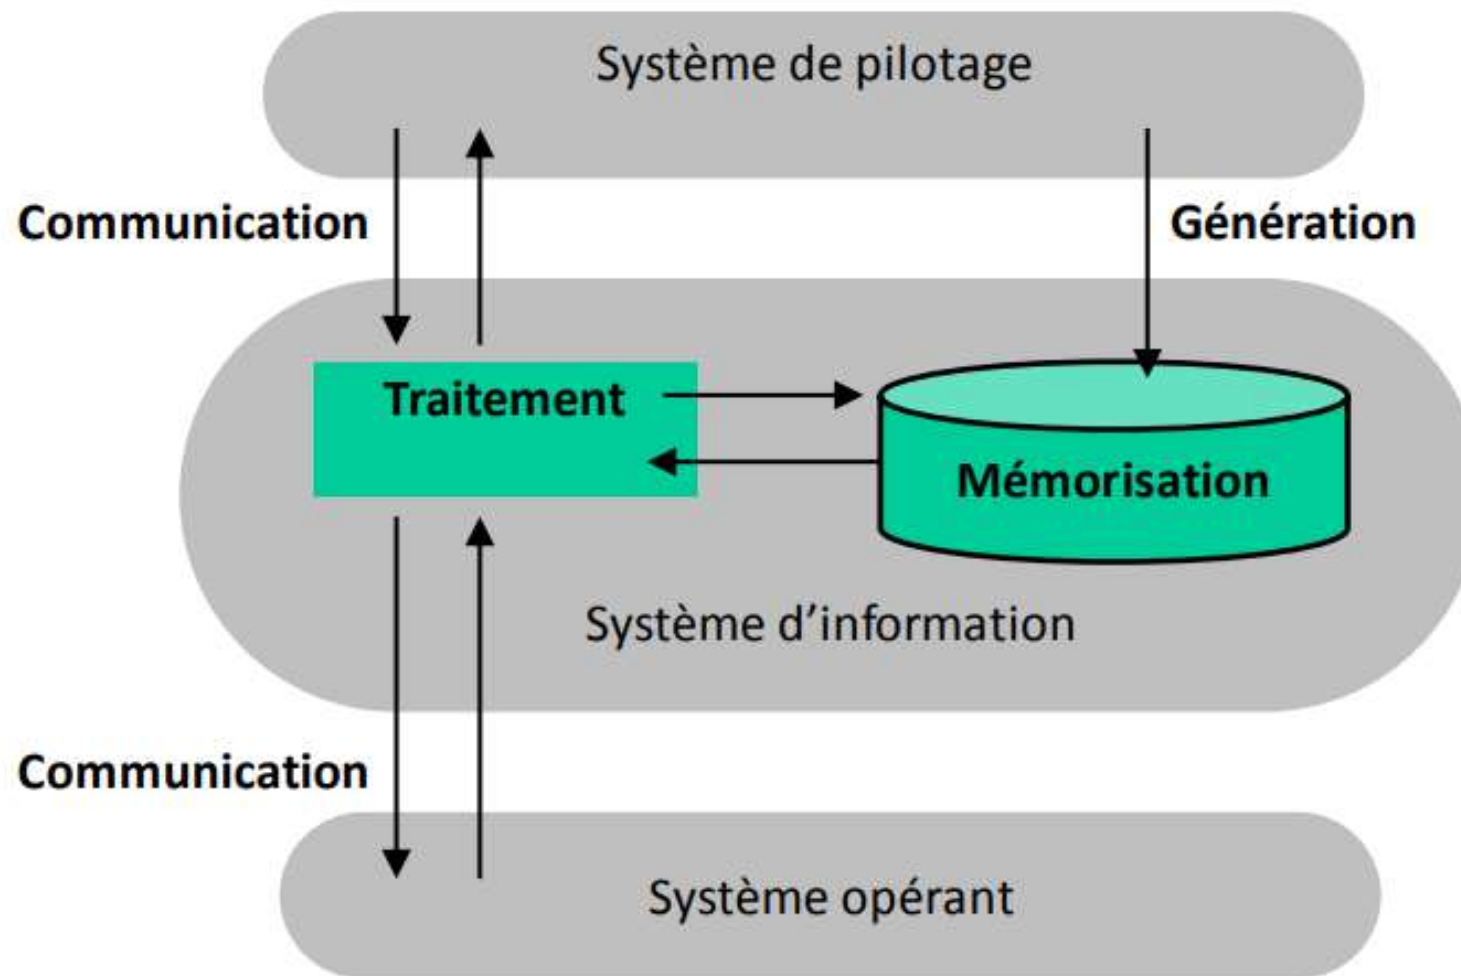 Système de pilotage
Communication
Génération
Traitement
Mémorisation
Système d’information
Communication
Système opérant